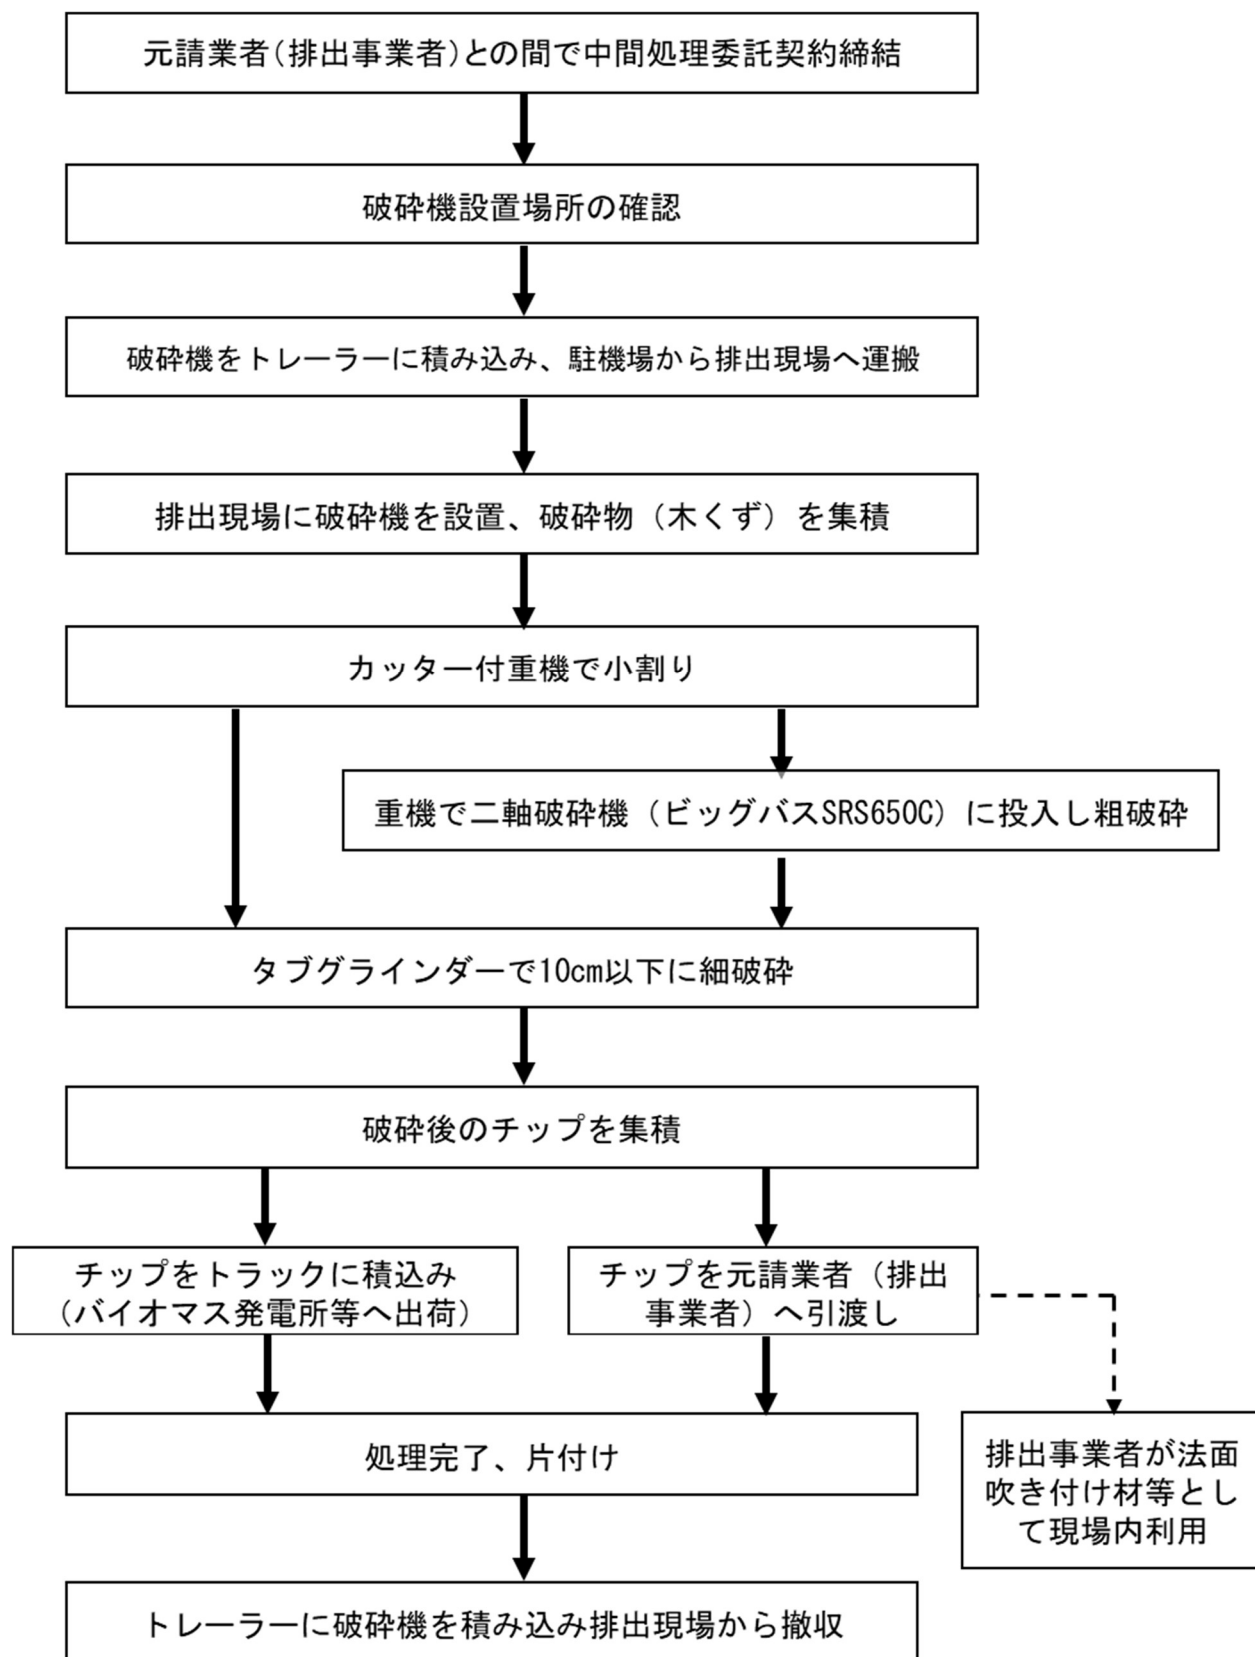 元請業者(排出事業者)との間で中間処理委託契約締結
破砕機設置場所の確認
破砕機をトレーラーに積み込み、駐機場から排出現場へ運搬
排出現場に破砕機を設置、破砕物（木くず）を集積
カッター付重機で小割り
重機で二軸破砕機（ビッグバスSRS650C）に投入し粗破砕
タブグラインダーで10cm以下に細破砕
破砕後のチップを集積
チップをトラックに積込み
（バイオマス発電所等へ出荷）
チップを元請業者（排出
事業者）へ引渡し
処理完了、片付け
排出事業者が法面
吹き付け材等とし
て現場内利用
トレーラーに破砕機を積み込み排出現場から撤収